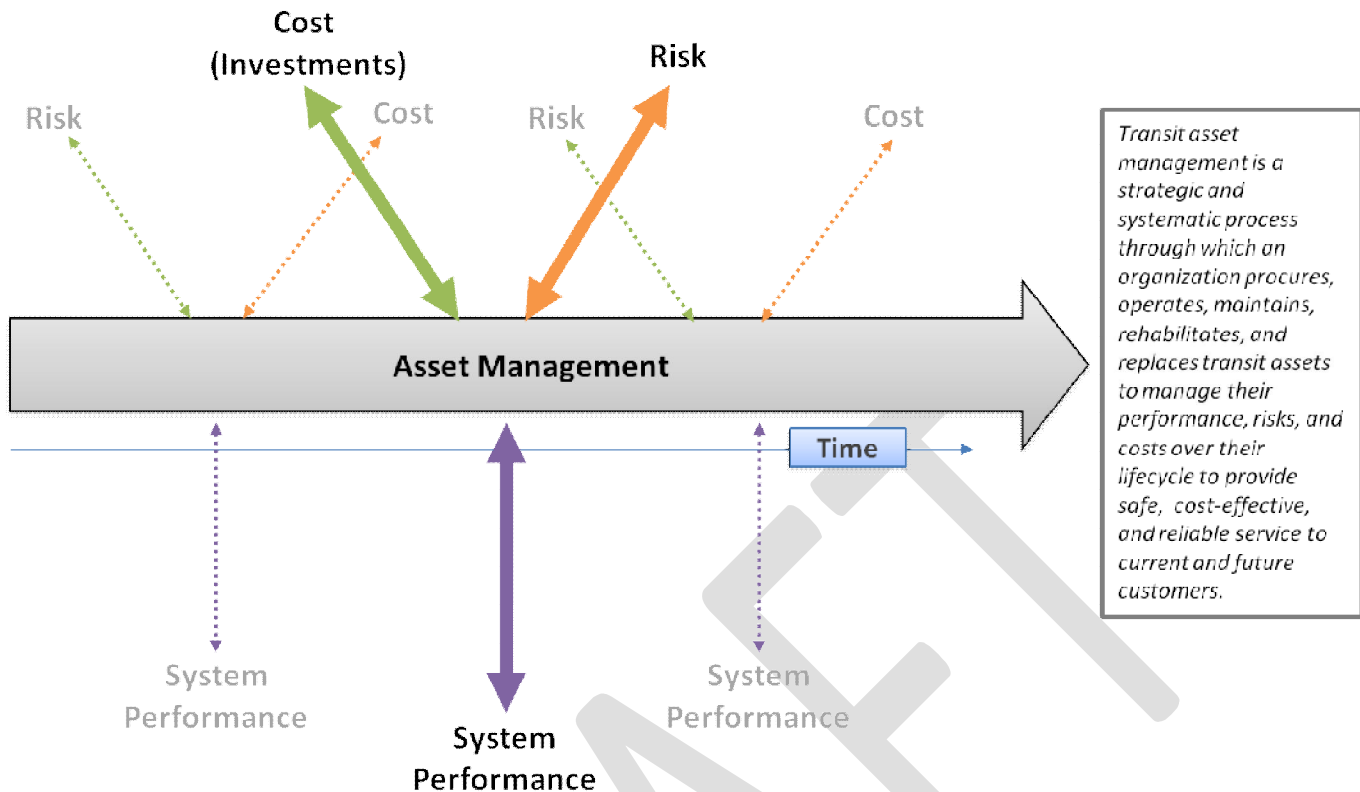 Cost
(Investments)
Risk
Risk
Cost
Risk
Cost
Asset Management
Time
System
Performance
System
Performance
System
Performance
Transit asset
management is a
strategic and
systematic process
through which an
organization procures,
operates, maintains,
rehabilitates, and
replaces transit assets
to manage their
performance, risks, and
costs over their
lifecycle to provide
safe, cost-effective,
and reliable service to
current and future
customers.